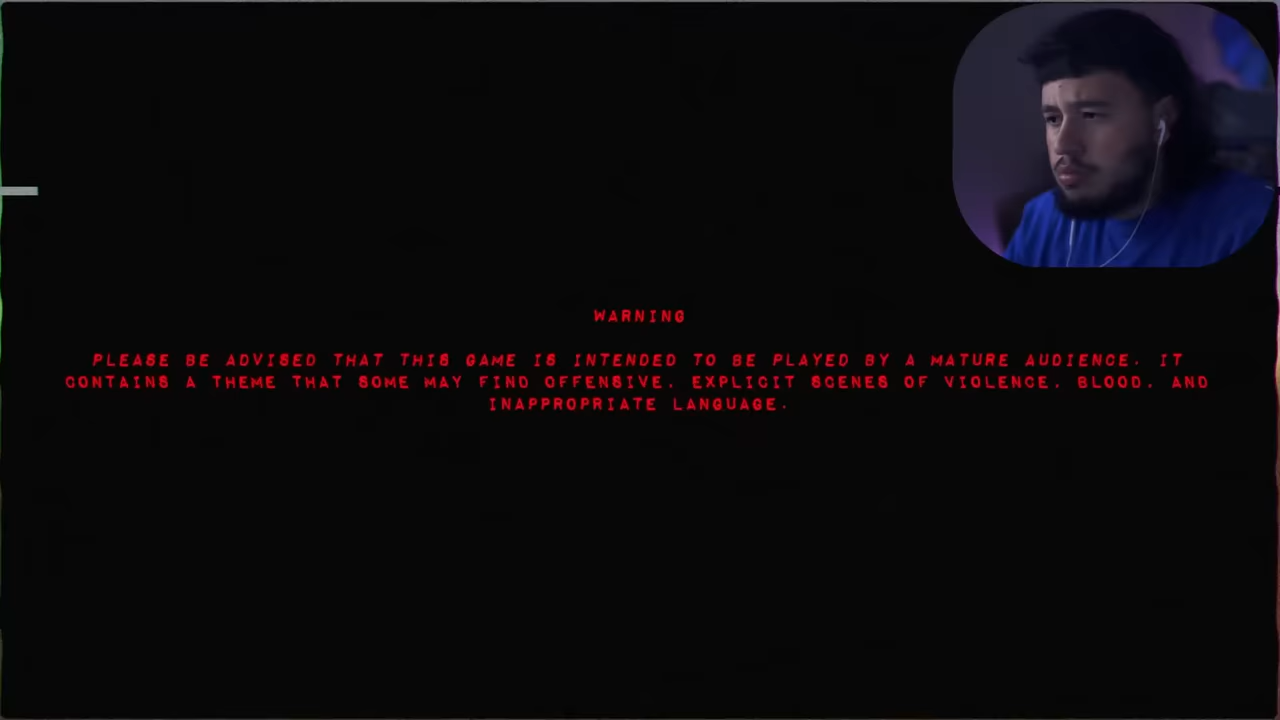 WARNING
PLEASE BE ADVISED THAT THIS GAME IS INTENDED TO BE PLAYED BY A MATURE AUDIENCE. IT
CONTAINS A THEME THAT SOME MAY FIND OFFENSIVE, EXPLICIT SCENES OF VIOLENCE, BLOOD, AND
INAPPROPRIATE LANGUAGE.